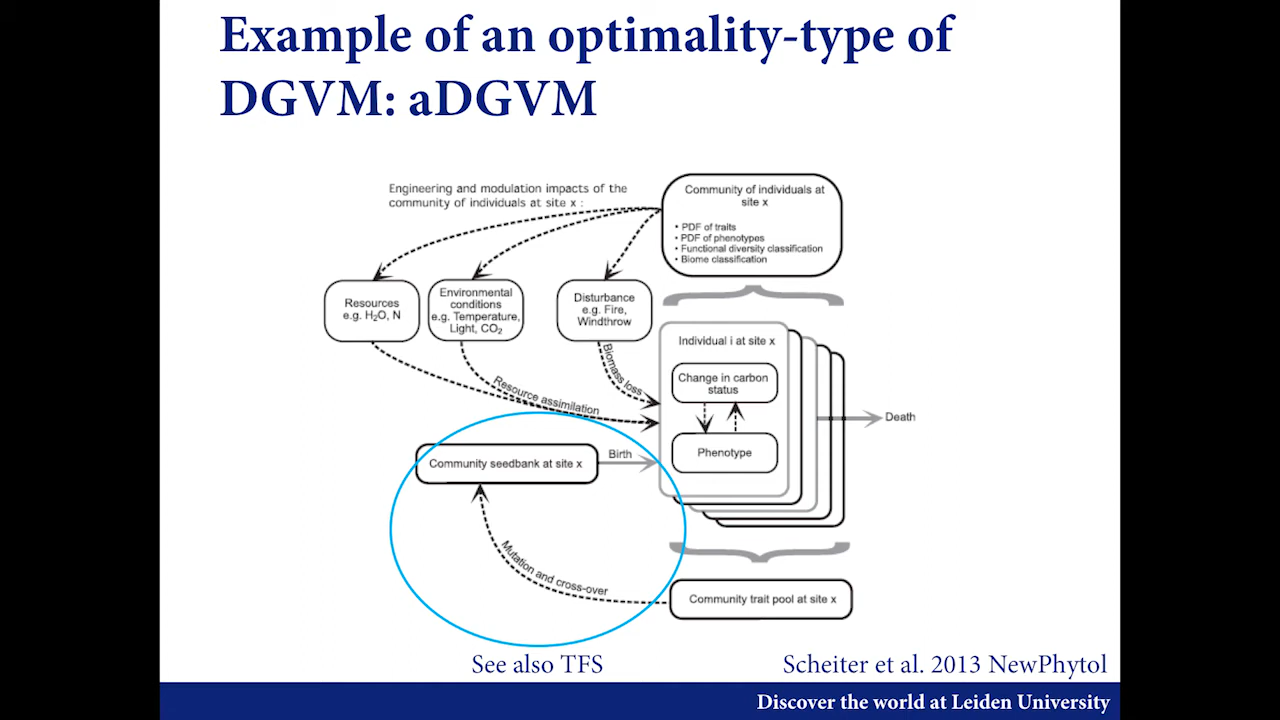 Example of an optimality-type of
DGVM: aDGVM
Engineering and modulation impacts of the
community of individuals at site x :
Community of individuals at
site x
• PDF of traits
• PDF of phenotypes
• Functional diversity classification
• Biome classification
Resources
e.g. H₂O, N
Environmental
conditions
e.g. Temperature,
Light, CO₂
Disturbance
e.g. Fire,
Windthrow
Biomass loss
Resource assimilation
Individual i at site x
Change in carbon
status
Phenotype
Death
Community seedbank at site x
Birth
Mutation and cross-over
Community trait pool at site x
See also TFS
Scheiter et al. 2013 NewPhytol
Discover the world at Leiden University